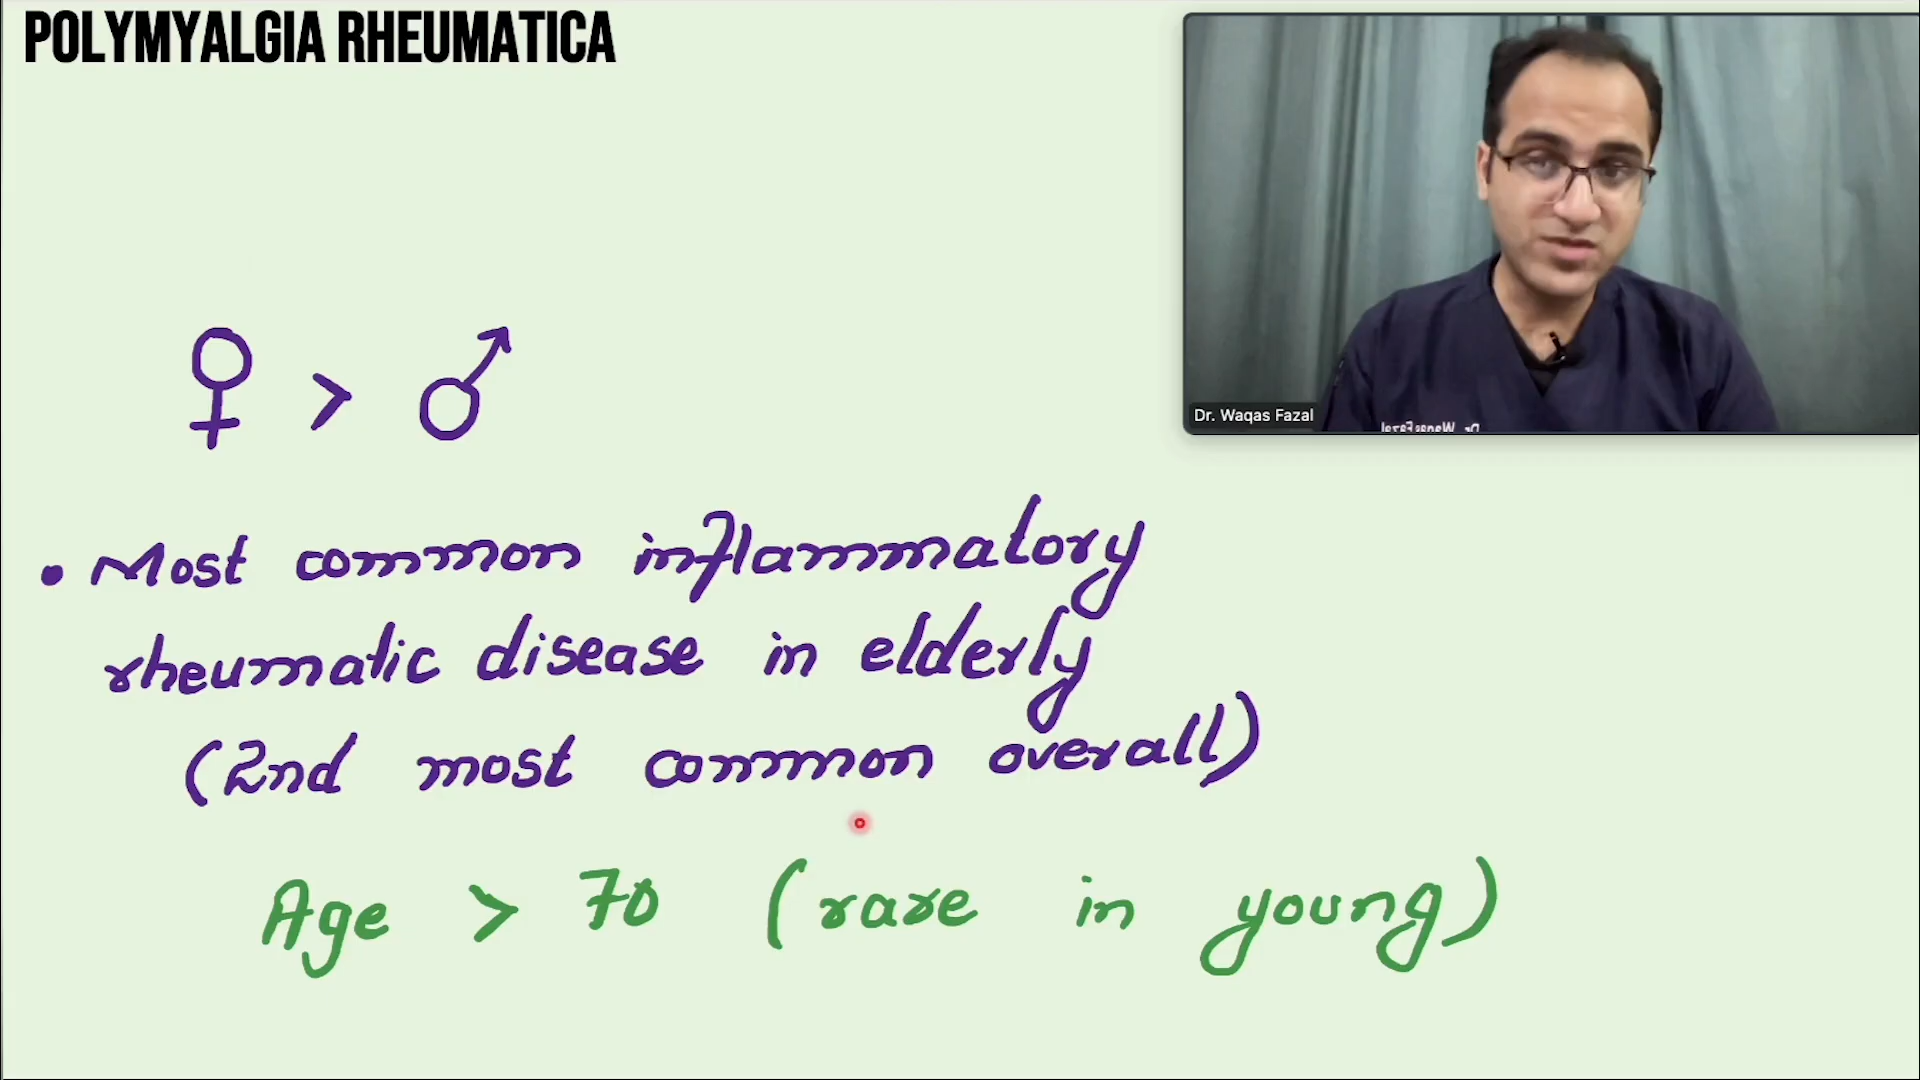 POLYMYALGIA RHEUMATICA
♀ > ♂
Dr. Waqas Fazal
• Most common inflammatory
rheumatic disease in elderly
(2nd most common overall)
Age > 70 (rare in young)